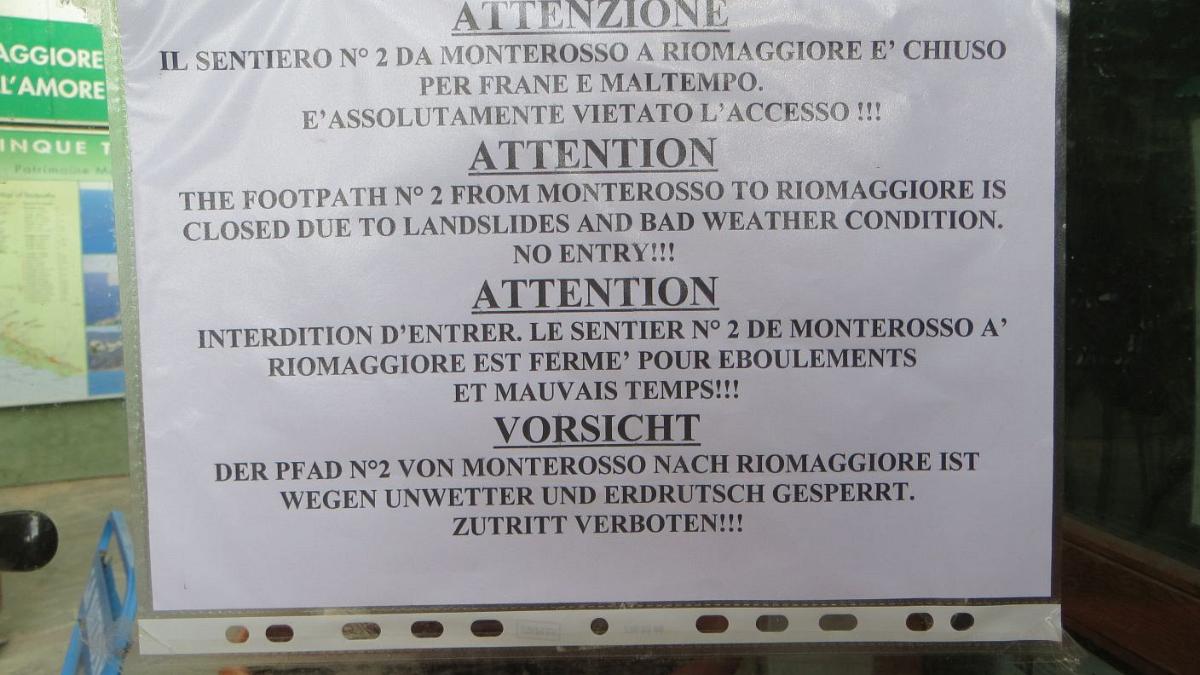 ATTENZIONE
IL SENTIERO N° 2 DA MONTEROSSO A RIOMAGGIORE E' CHIUSO
PER FRANE E MALTEMPO.
E'ASSOLUTAMENTE VIETATO L'ACCESSO !!!
ATTENTION
THE FOOTPATH N° 2 FROM MONTEROSSO TO RIOMAGGIORE IS
CLOSED DUE TO LANDSLIDES AND BAD WEATHER CONDITION.
NO ENTRY!!!
ATTENTION
INTERDITION D'ENTRER. LE SENTIER N° 2 DE MONTEROSSO A'
RIOMAGGIORE EST FERME' POUR EBOULEMENTS
ET MAUVAIS TEMPS!!!
VORSICHT
DER PFAD N°2 VON MONTEROSSO NACH RIOMAGGIORE IST
WEGEN UNWETTER UND ERDRUTSCH GESPERRT.
ZUTRITT VERBOTEN!!!
AGGIORE
L'AMORE
INQUE T
Patrimoine M